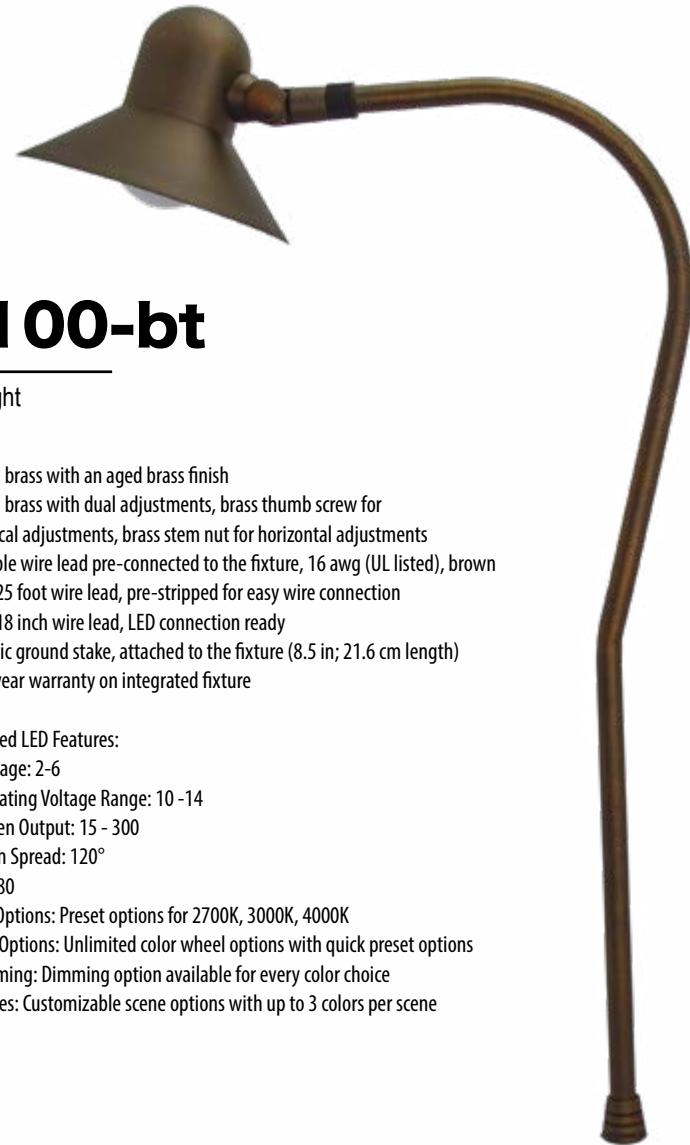 100-bt
ght
brass with an aged brass finish
brass with dual adjustments, brass thumb screw for
cal adjustments, brass stem nut for horizontal adjustments
ple wire lead pre-connected to the fixture, 16 awg (UL listed), brown
25 foot wire lead, pre-stripped for easy wire connection
18 inch wire lead, LED connection ready
ic ground stake, attached to the fixture (8.5 in; 21.6 cm length)
year warranty on integrated fixture
ed LED Features:
age: 2-6
ating Voltage Range: 10 -14
en Output: 15 - 300
n Spread: 120°
80
Options: Preset options for 2700K, 3000K, 4000K
Options: Unlimited color wheel options with quick preset options
ming: Dimming option available for every color choice
es: Customizable scene options with up to 3 colors per scene